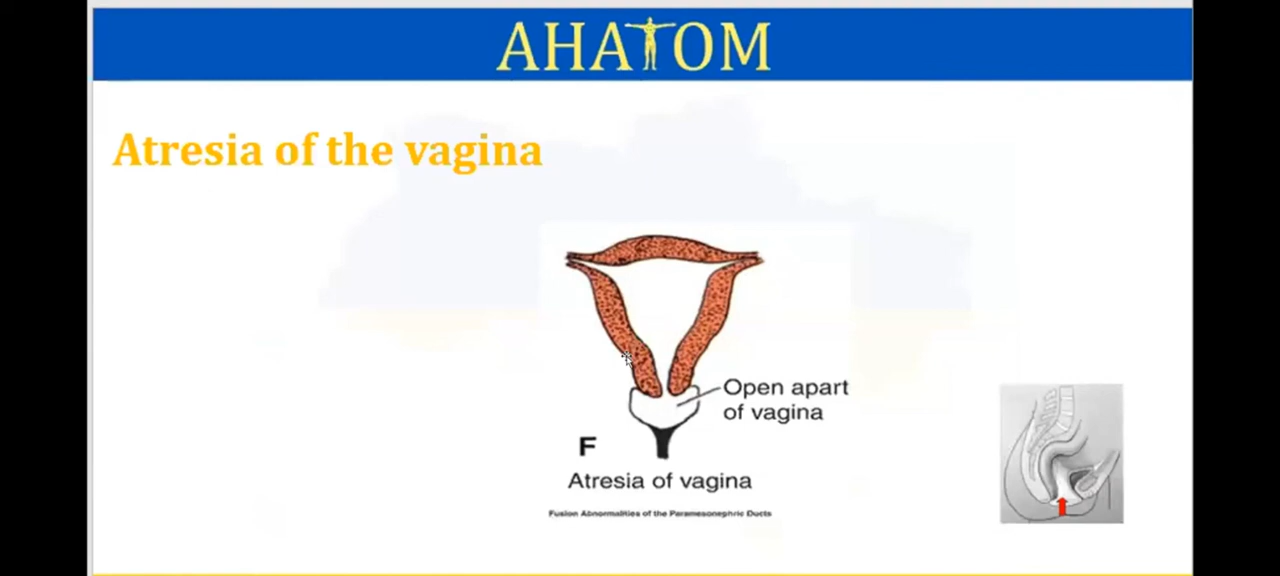 AHATOM
Atresia of the vagina
Open apart
of vagina
F
Atresia of vagina
Fusion Abnormalities of the Paramesonephric Ducts